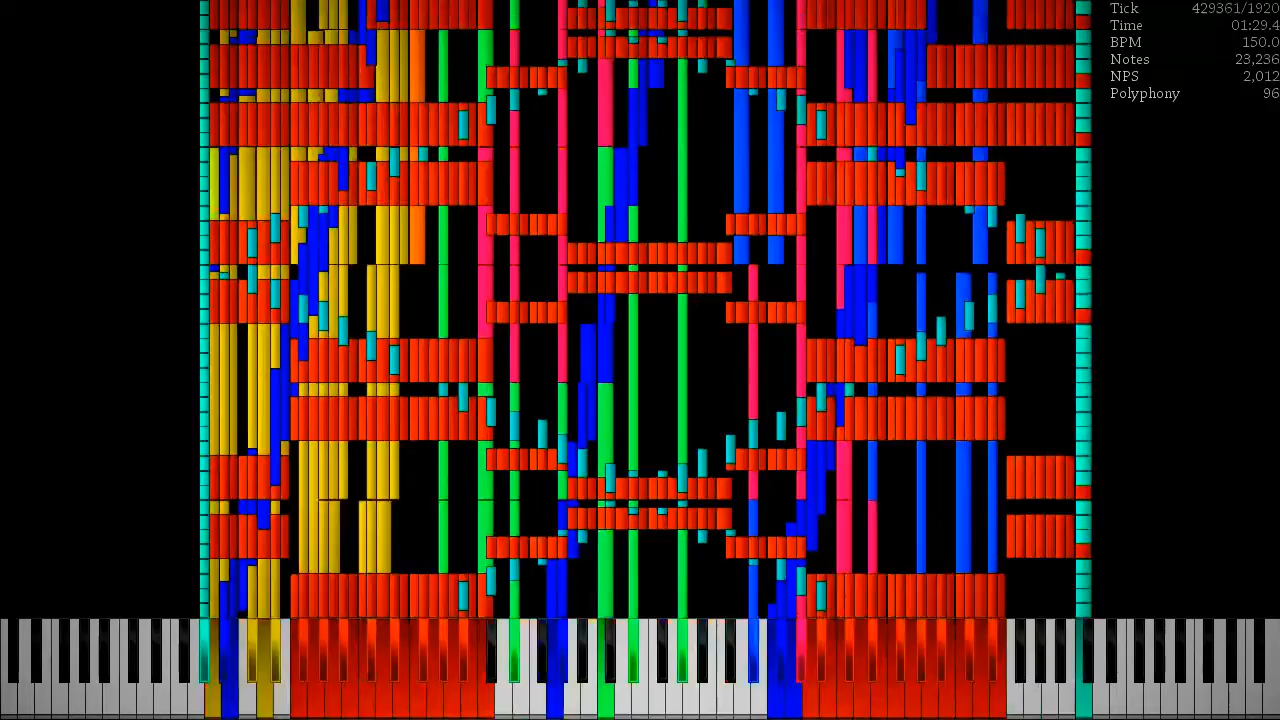 Tick 429361/1920
Time 01:29.4
BPM 150.0
Notes 23,236
NPS 2,012
Polyphony 96